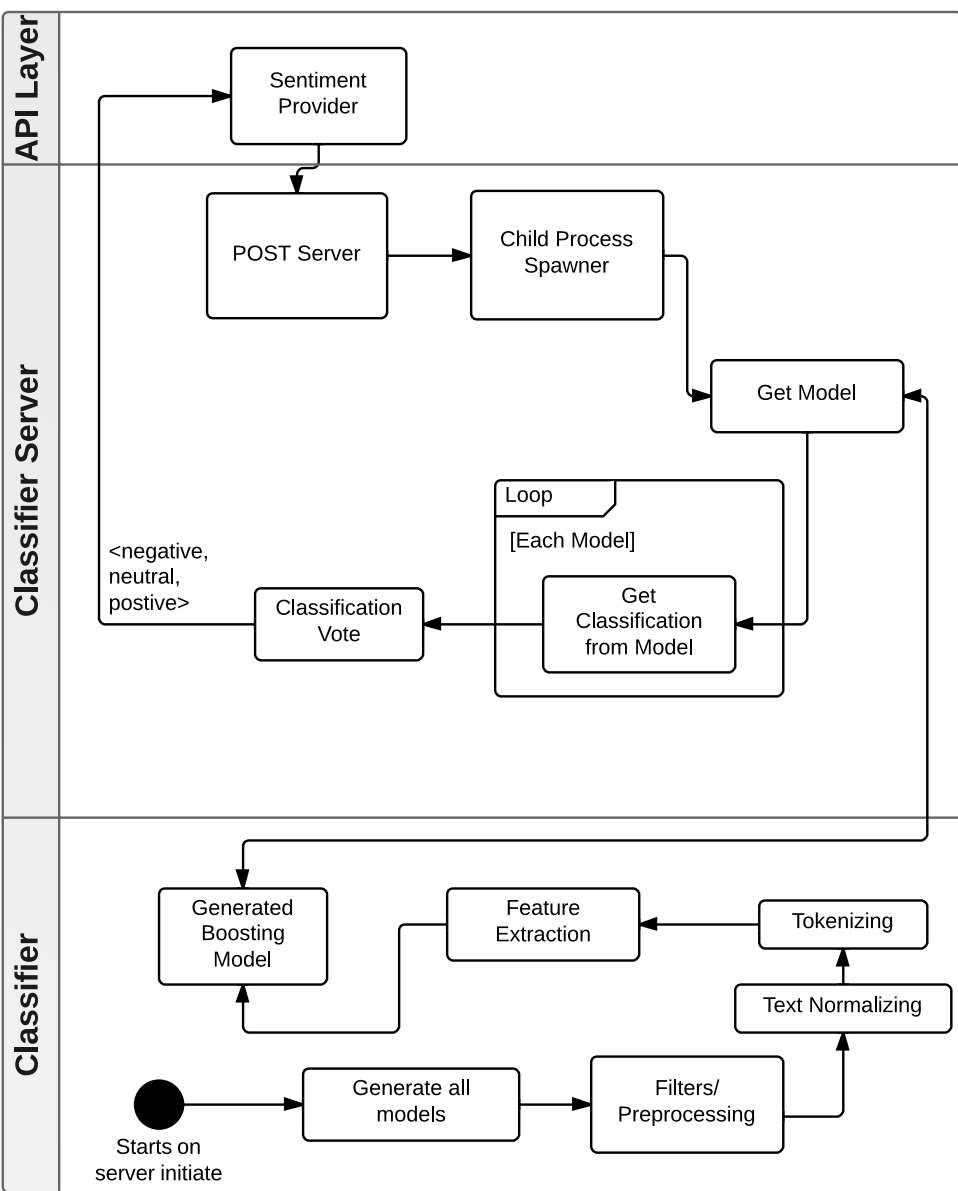 API Layer
Sentiment
Provider
Classifier Server
POST Server
Child Process
Spawner
Get Model
Loop
[Each Model]
Get
Classification
from Model
Classification
Vote
<negative,
neutral,
postive>
Classifier
Generated
Boosting
Model
Feature
Extraction
Tokenizing
Text Normalizing
Filters/
Preprocessing
Generate all
models
Starts on
server initiate